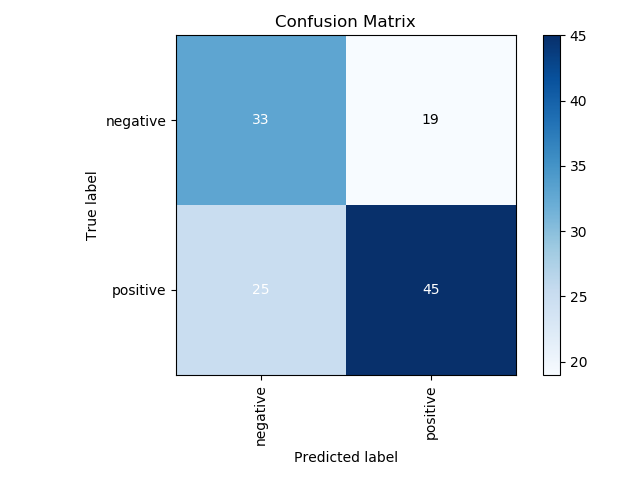 Confusion Matrix
negative
33
19
positive
25
45
True label
negative
positive
Predicted label
45
40
35
30
25
20